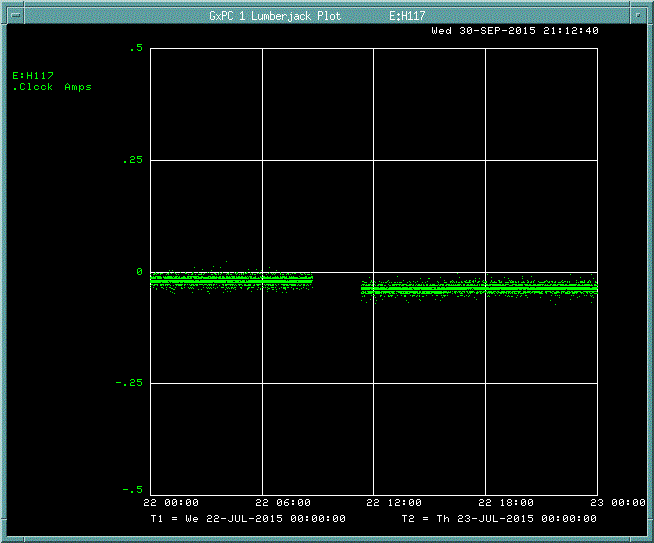 GxPC 1 Lumberjack Plot E:H117
Wed 30-SEP-2015 21:12:40
.5
E:H117
.Clock Amps
.25
0
-.25
-.5
22 00:00 22 06:00 22 12:00 22 18:00 23 00:00
T1 = We 22-JUL-2015 00:00:00 T2 = Th 23-JUL-2015 00:00:00